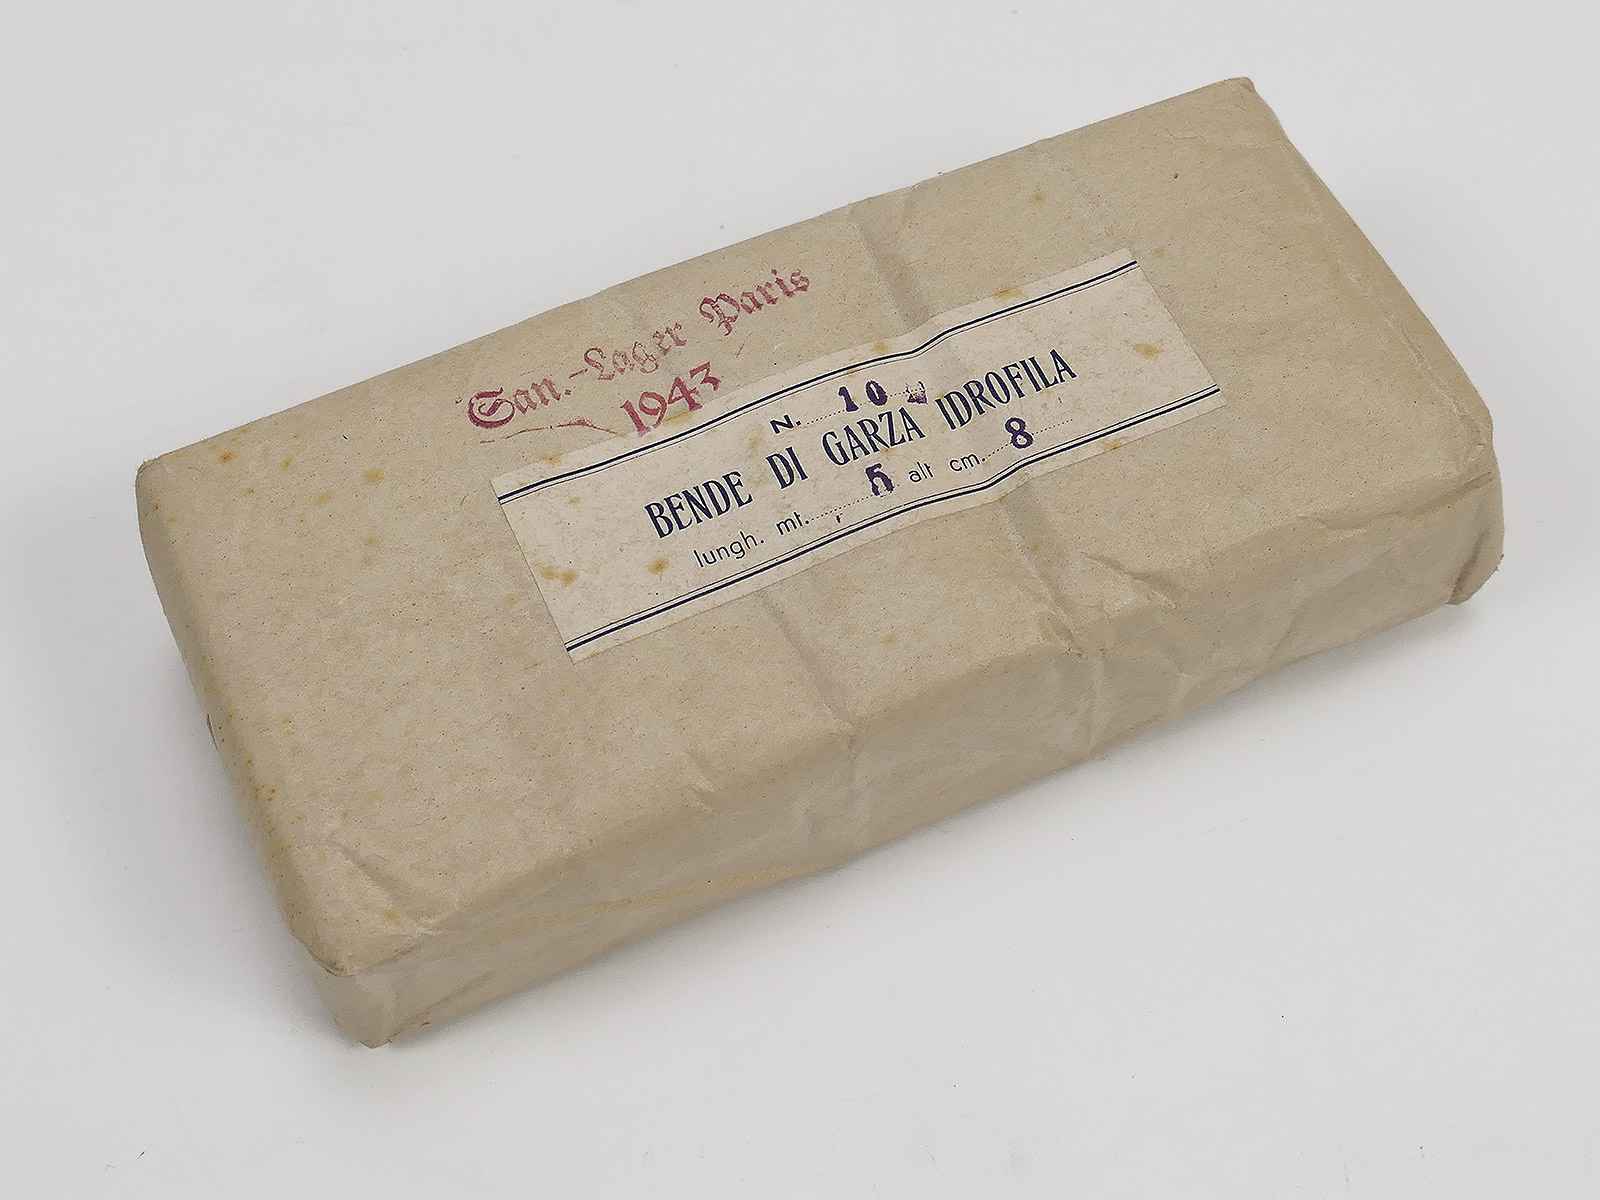 San.-Lager Paris
1943
N. 10
BENDE DI GARZA IDROFILA
lungh. mt. 5 alt cm. 8